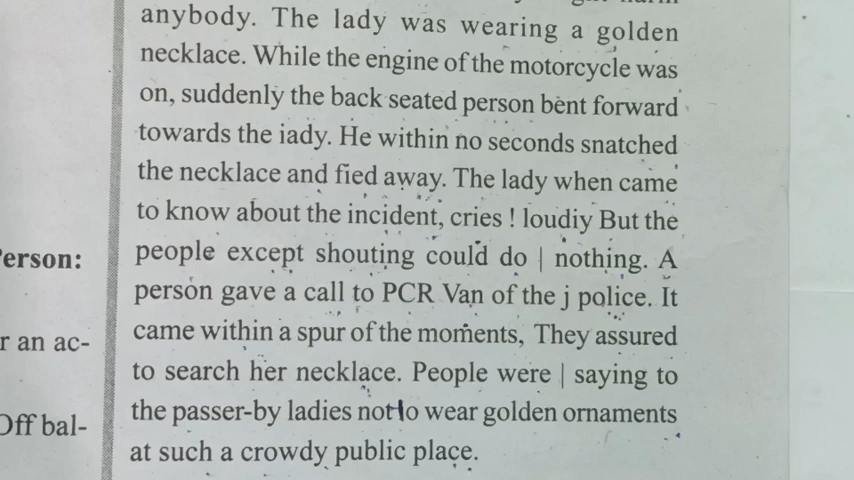 anybody. The lady was wearing a golden
necklace. While the engine of the motorcycle was
on, suddenly the back seated person bent forward
towards the iady. He within no seconds snatched
the necklace and fied away. The lady when came
to know about the incident, cries ! loudiy But the
people except shouting could do | nothing. A
person gave a call to PCR Van of the j police. It
came within a spur of the moments, They assured
to search her necklace. People were | saying to
the passer-by ladies not to wear golden ornaments
at such a crowdy public place.
erson:
r an ac-
Off bal-